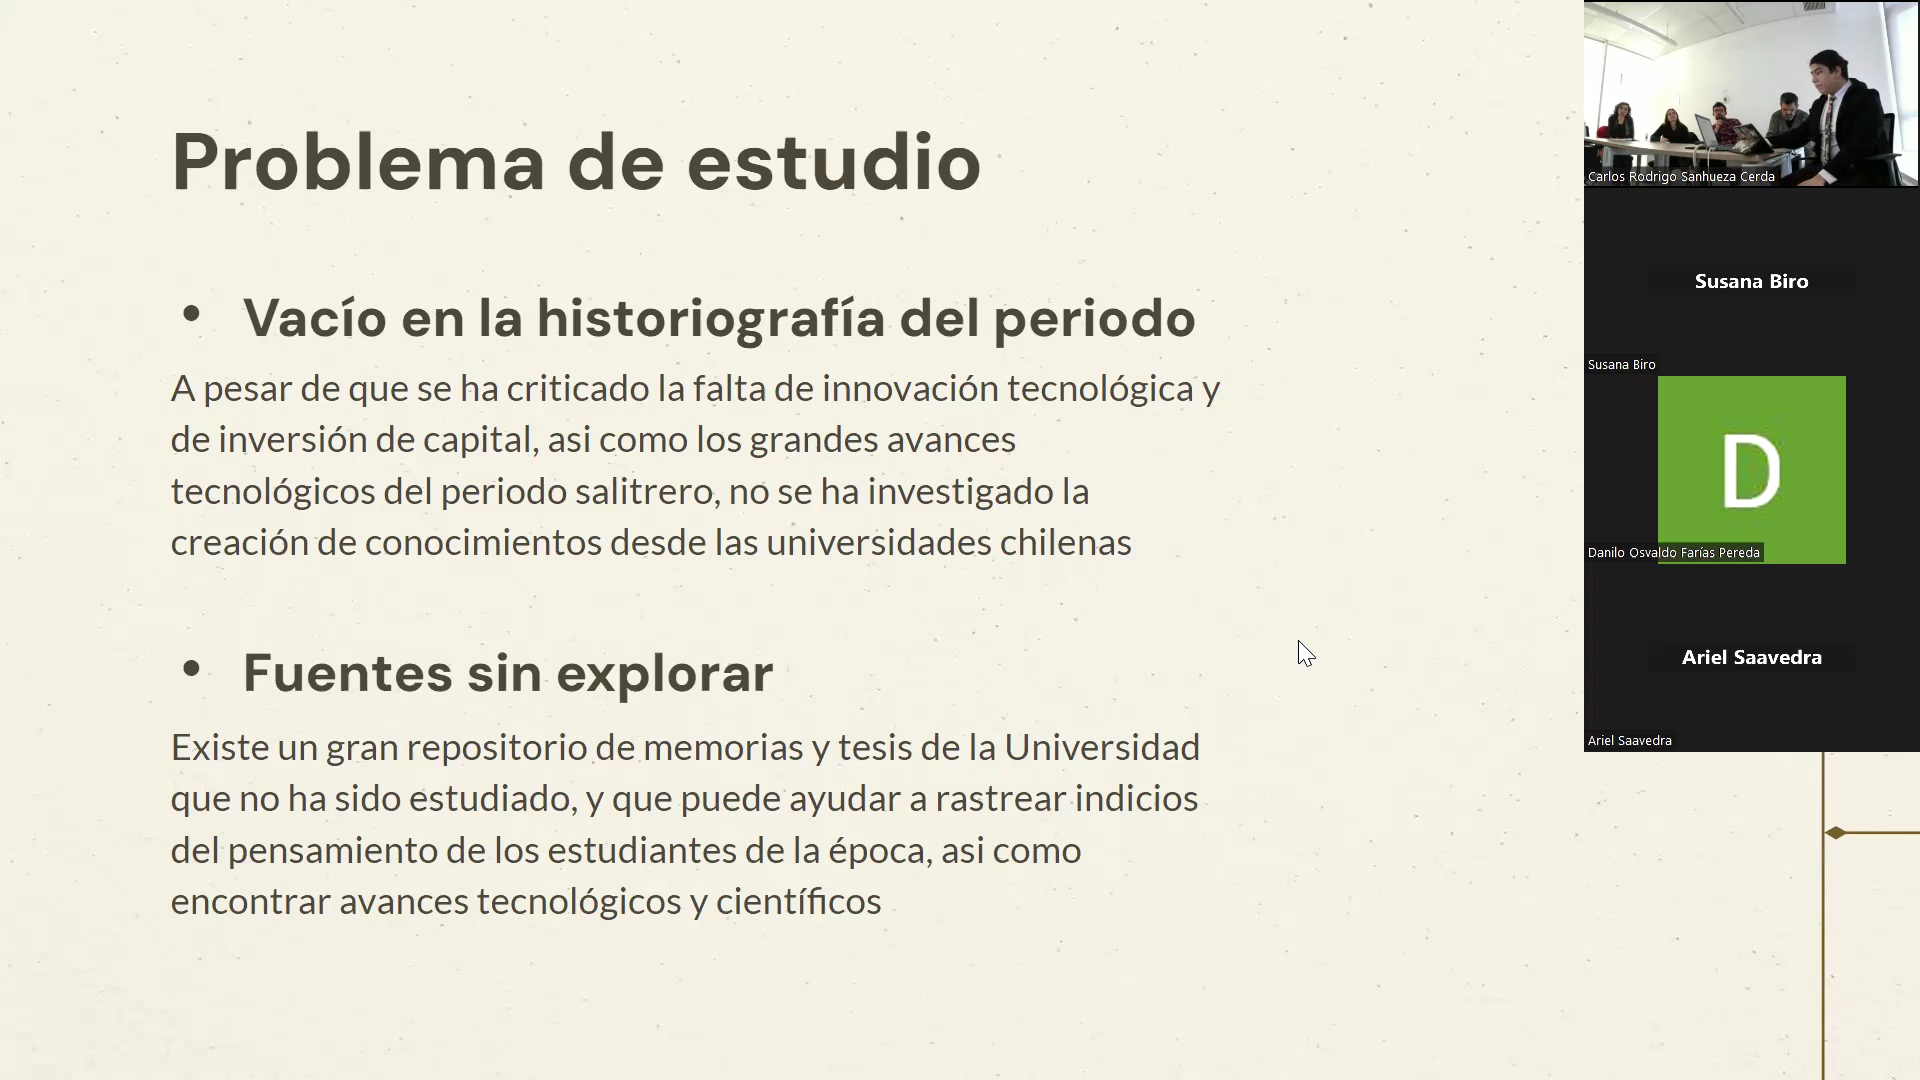 Problema de estudio
• Vacío en la historiografía del periodo
A pesar de que se ha criticado la falta de innovación tecnológica y
de inversión de capital, asi como los grandes avances
tecnológicos del periodo salitrero, no se ha investigado la
creación de conocimientos desde las universidades chilenas
• Fuentes sin explorar
Existe un gran repositorio de memorias y tesis de la Universidad
que no ha sido estudiado, y que puede ayudar a rastrear indicios
del pensamiento de los estudiantes de la época, asi como
encontrar avances tecnológicos y científicos
Carlos Rodrigo Sanhueza Cerda
Susana Biro
Susana Biro
D
Danilo Osvaldo Farías Pereda
Ariel Saavedra
Ariel Saavedra